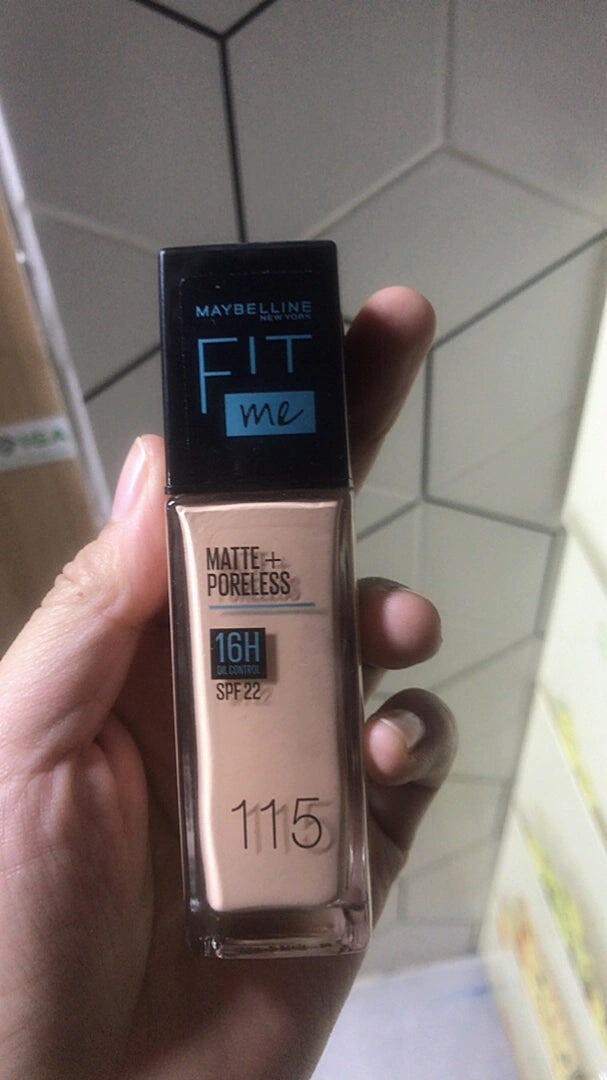 MAYBELLINE
NEW YORK
FIT
me
MATTE+
PORELESS
16H
OIL CONTROL
SPF 22
115